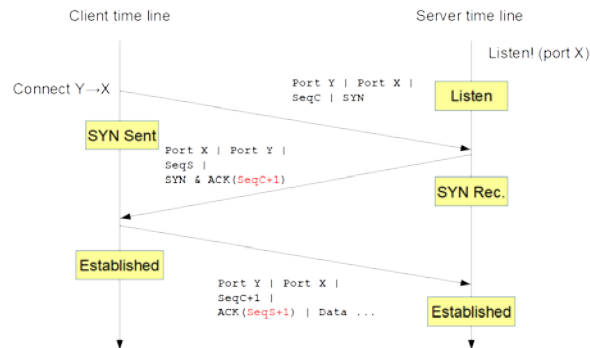 Client time line
Server time line
Listen! (port X)
Connect Y→X
Port Y | Port X |
SeqC | SYN
Listen
SYN Sent
Port X | Port Y |
SeqS |
SYN & ACK(SeqC+1)
SYN Rec.
Established
Port Y | Port X |
SeqC+1 |
ACK(SeqS+1) | Data ...
Established